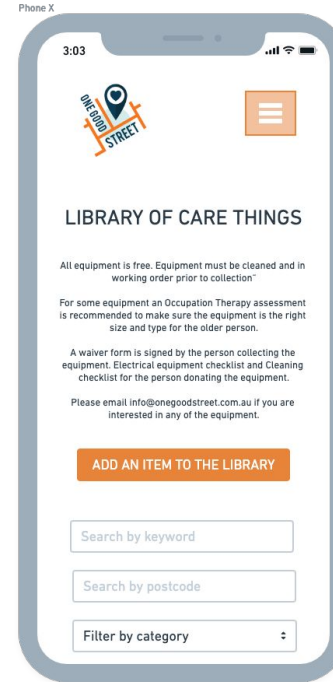 Phone X
3:03
ONE GOOD
STREET
LIBRARY OF CARE THINGS
All equipment is free. Equipment must be cleaned and in
working order prior to collection"
For some equipment an Occupation Therapy assessment
is recommended to make sure the equipment is the right
size and type for the older person.
A waiver form is signed by the person collecting the
equipment. Electrical equipment checklist and Cleaning
checklist for the person donating the equipment.
Please email info@onegoodstreet.com.au if you are
interested in any of the equipment.
ADD AN ITEM TO THE LIBRARY
Search by keyword
Search by postcode
Filter by category